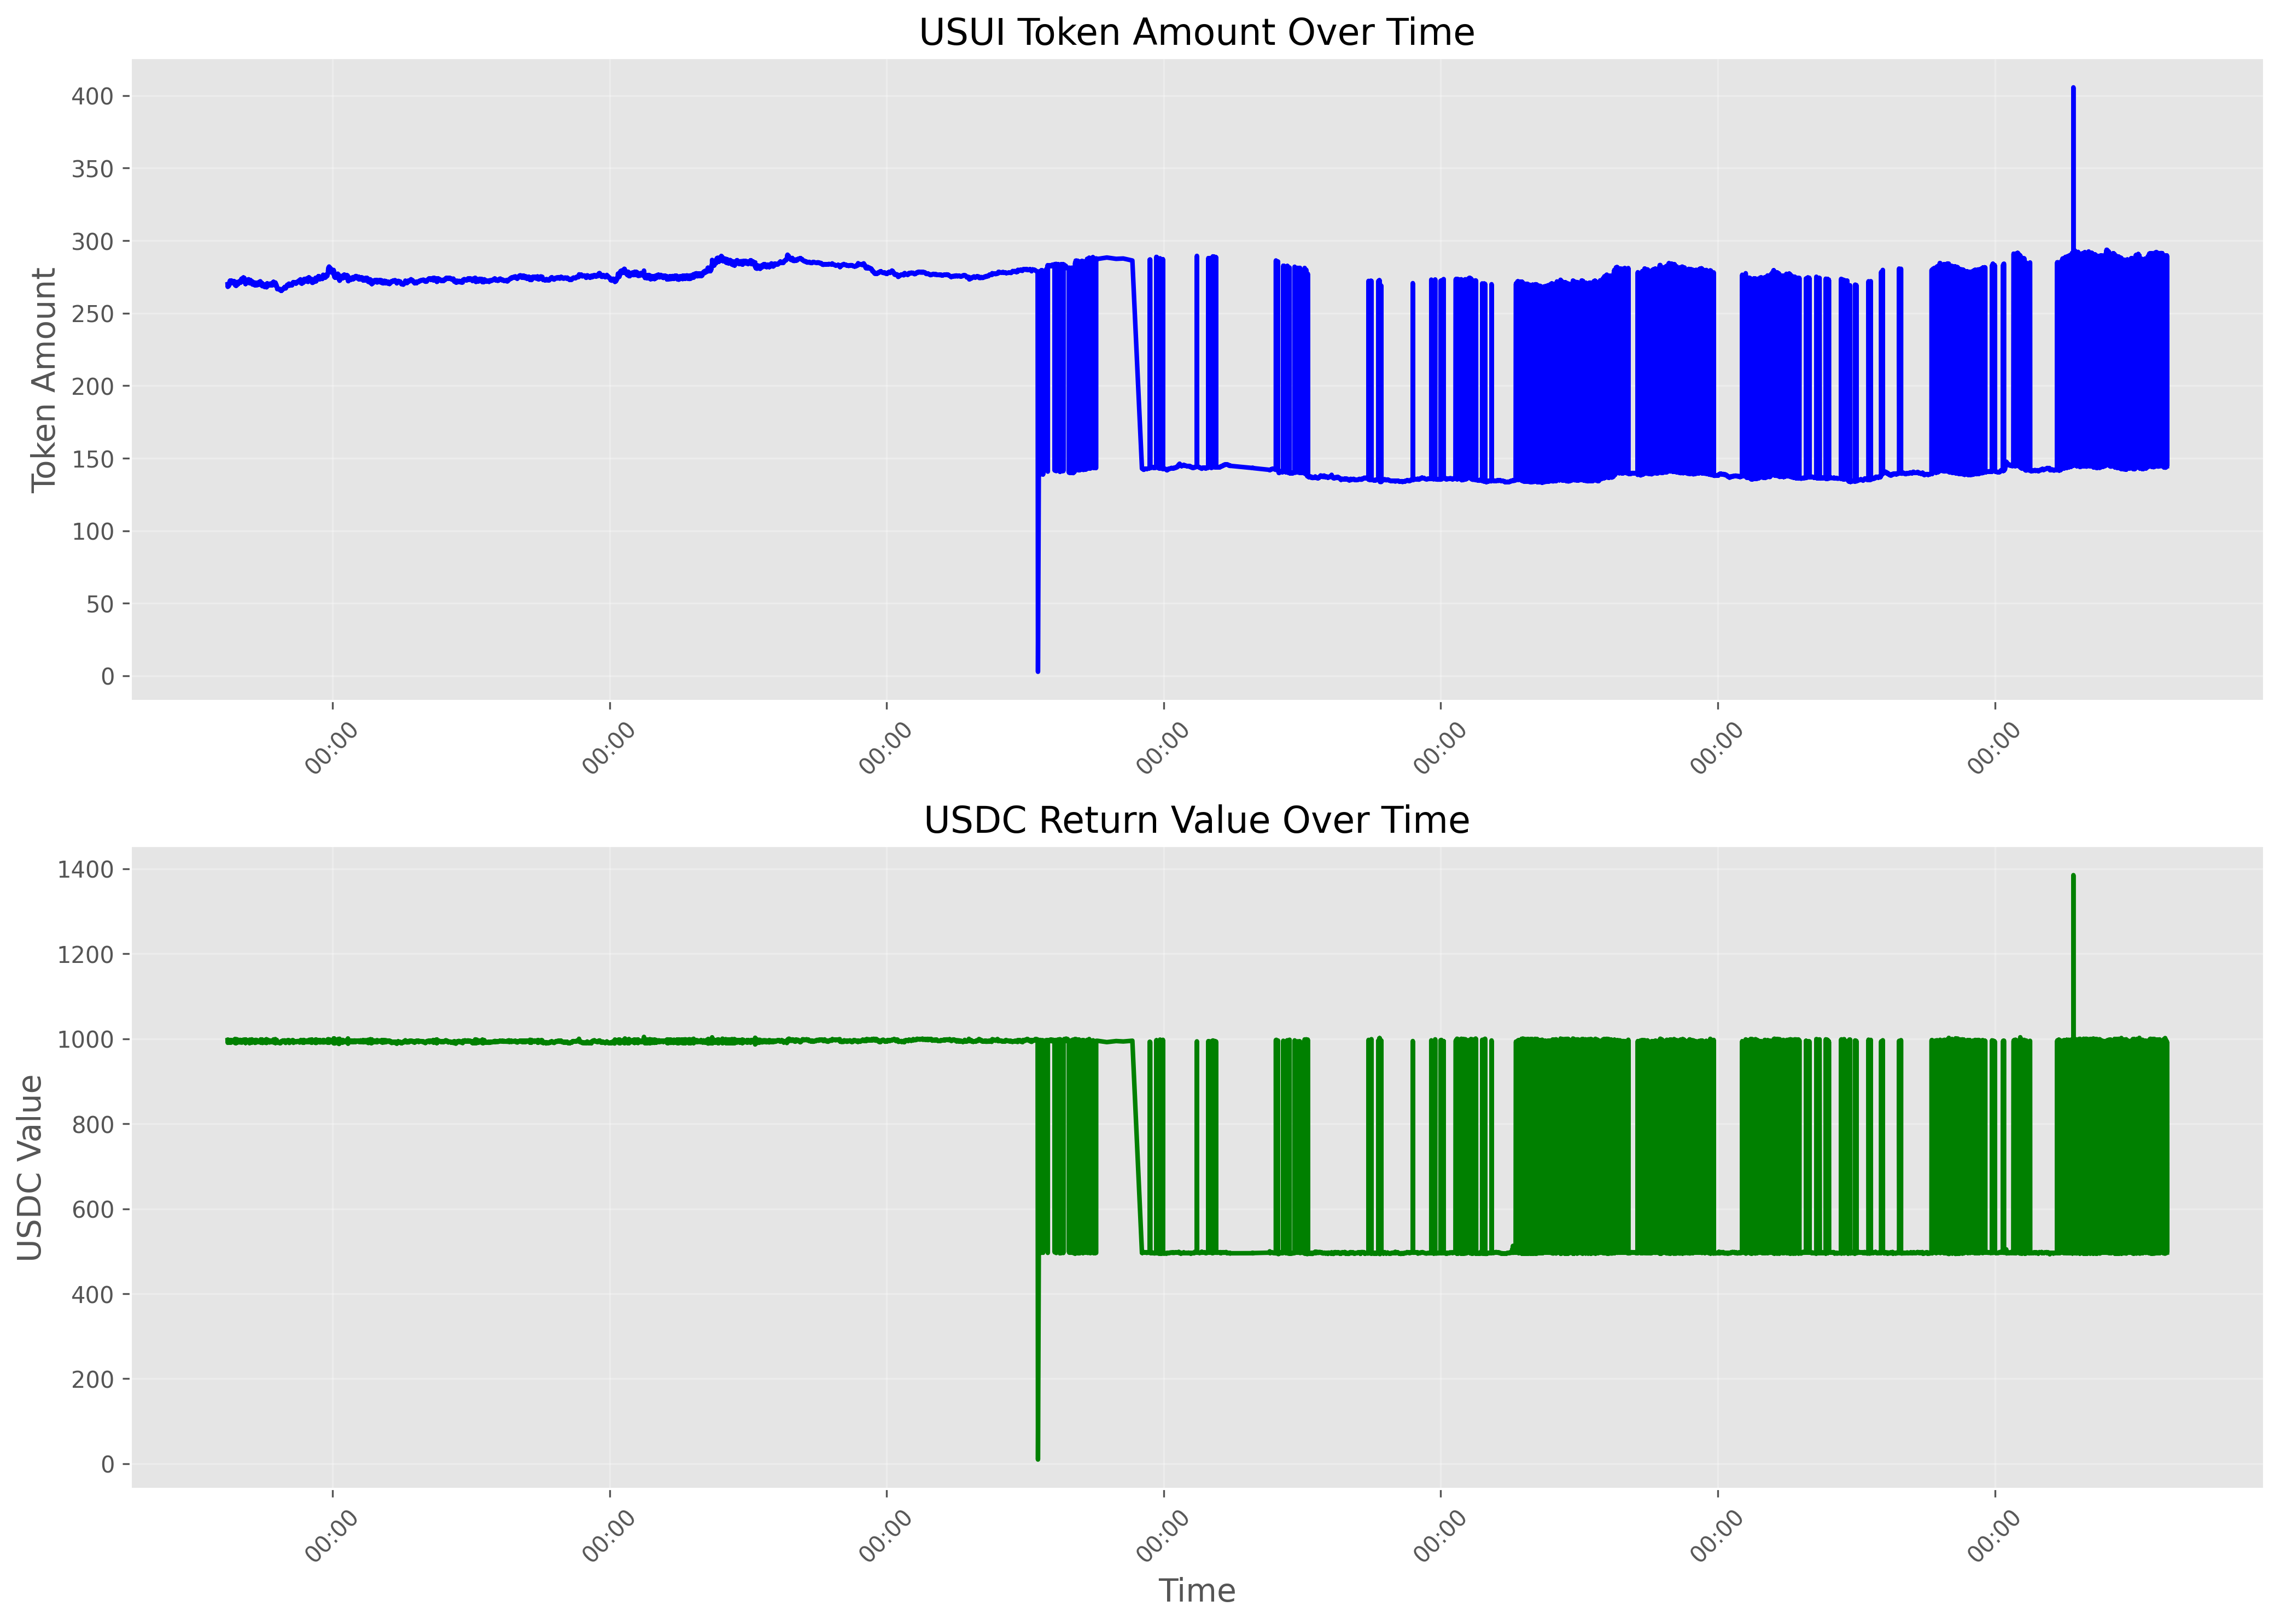 USUI Token Amount Over Time
Token Amount
400
350
300
250
200
150
100
50
0
00:00 00:00 00:00 00:00 00:00 00:00 00:00
USDC Return Value Over Time
USDC Value
1400
1200
1000
800
600
400
200
0
00:00 00:00 00:00 00:00 00:00 00:00 00:00
Time